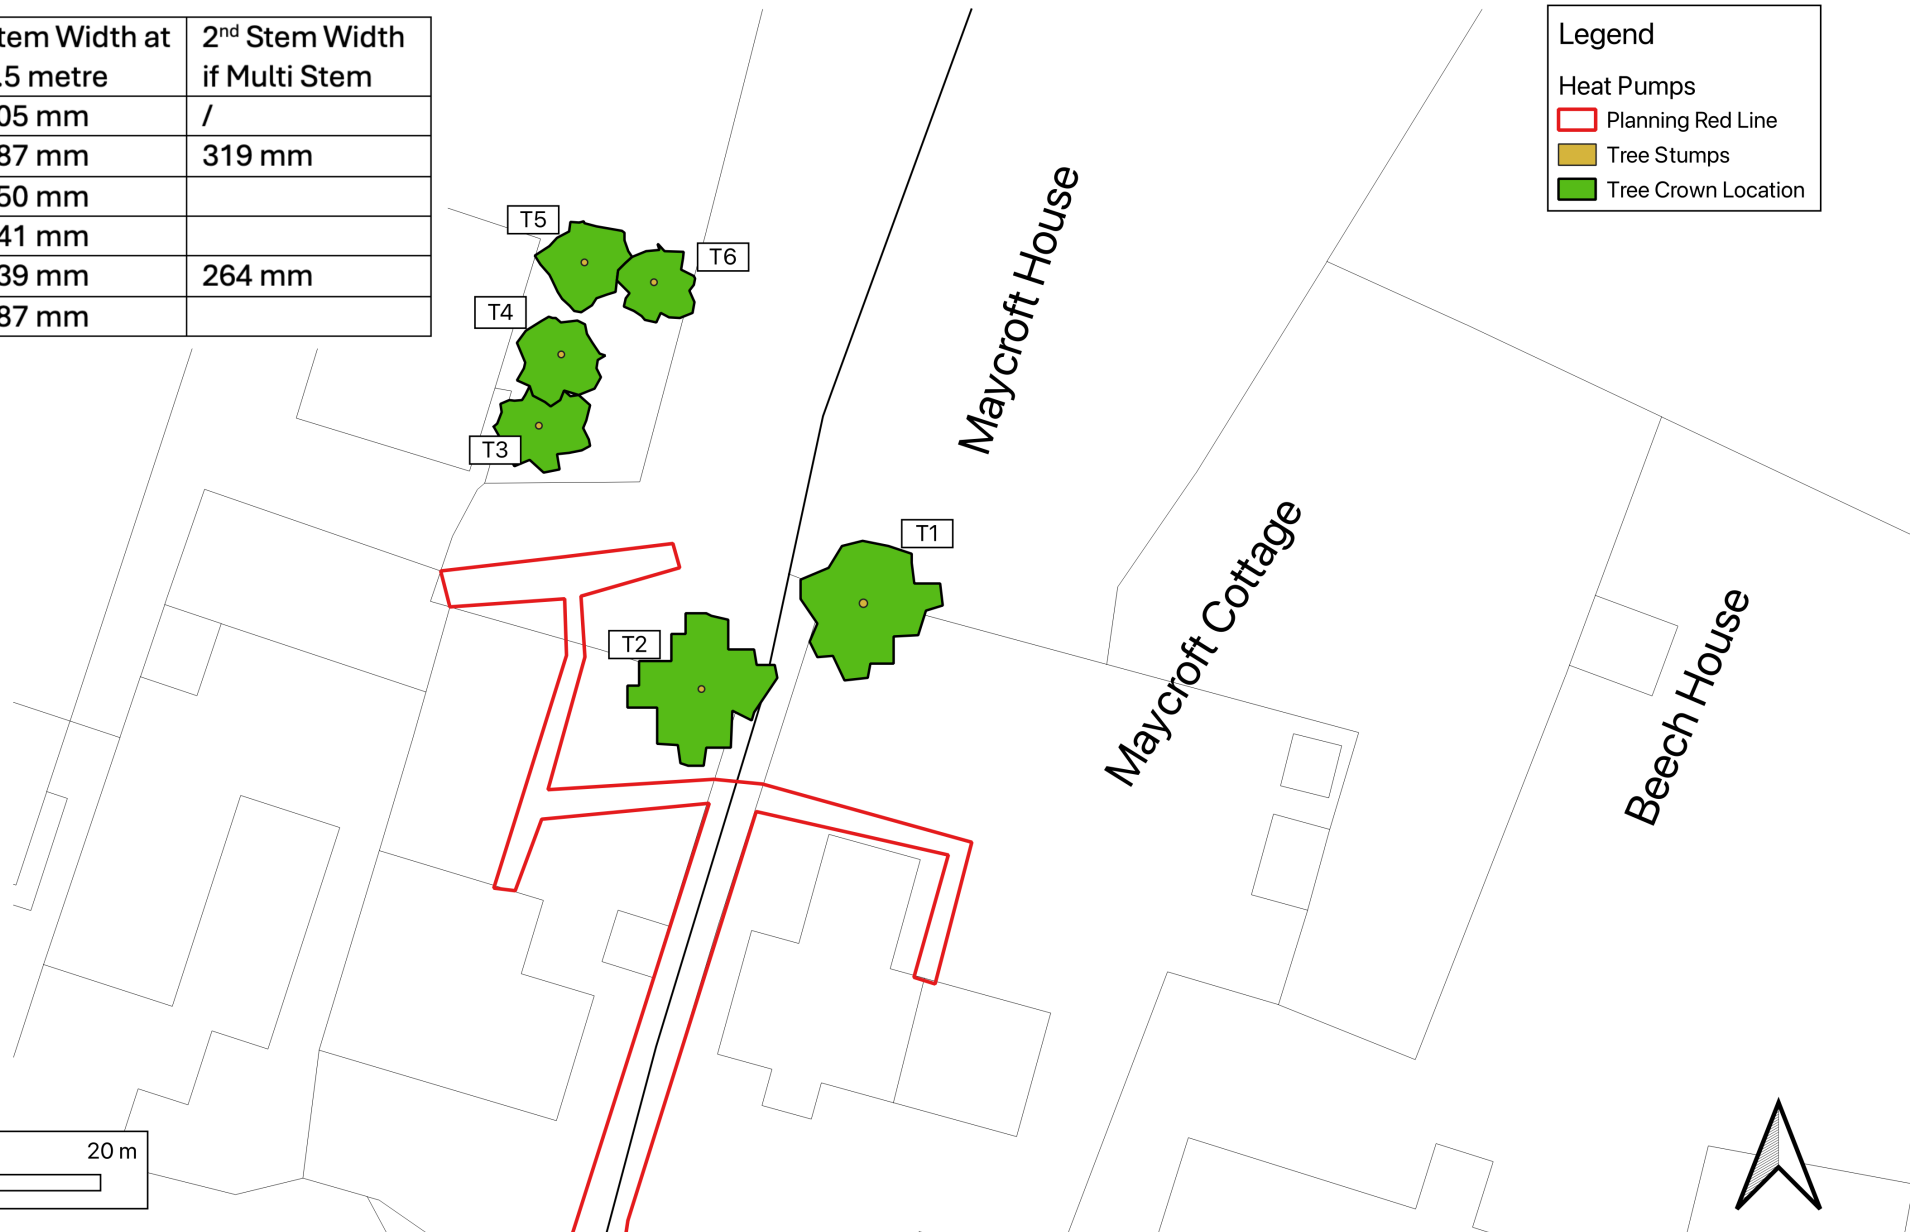 tem Width at
.5 metre
2nd Stem Width
if Multi Stem
05 mm
/
87 mm
319 mm
50 mm
41 mm
39 mm
264 mm
87 mm
Legend
Heat Pumps
Planning Red Line
Tree Stumps
Tree Crown Location
T5
T6
T4
T3
T1
T2
Maycroft House
Maycroft Cottage
Beech House
20 m